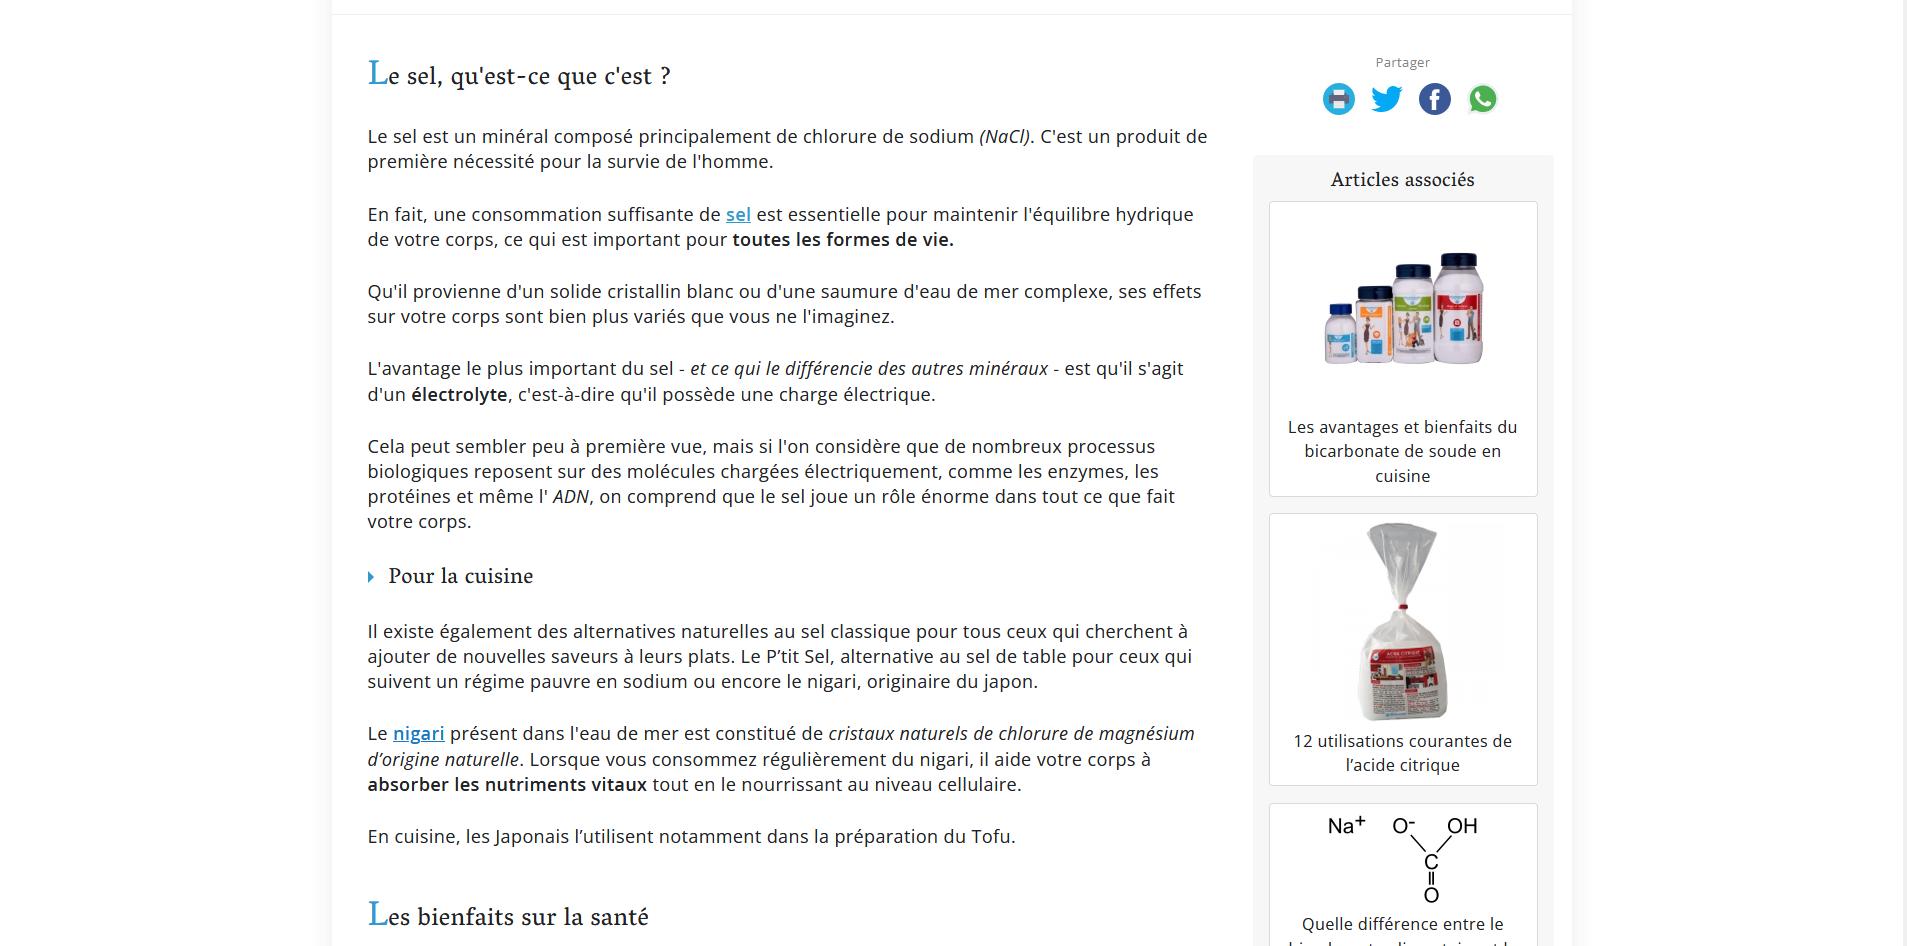 Le sel, qu'est-ce que c'est ?
Le sel est un minéral composé principalement de chlorure de sodium (NaCl). C'est un produit de
première nécessité pour la survie de l'homme.
En fait, une consommation suffisante de sel est essentielle pour maintenir l'équilibre hydrique
de votre corps, ce qui est important pour toutes les formes de vie.
Qu'il provienne d'un solide cristallin blanc ou d'une saumure d'eau de mer complexe, ses effets
sur votre corps sont bien plus variés que vous ne l'imaginez.
L'avantage le plus important du sel - et ce qui le différencie des autres minéraux - est qu'il s'agit
d'un électrolyte, c'est-à-dire qu'il possède une charge électrique.
Cela peut sembler peu à première vue, mais si l'on considère que de nombreux processus
biologiques reposent sur des molécules chargées électriquement, comme les enzymes, les
protéines et même l' ADN, on comprend que le sel joue un rôle énorme dans tout ce que fait
votre corps.
Pour la cuisine
Il existe également des alternatives naturelles au sel classique pour tous ceux qui cherchent à
ajouter de nouvelles saveurs à leurs plats. Le P’tit Sel, alternative au sel de table pour ceux qui
suivent un régime pauvre en sodium ou encore le nigari, originaire du japon.
Le nigari présent dans l'eau de mer est constitué de cristaux naturels de chlorure de magnésium
d’origine naturelle. Lorsque vous consommez régulièrement du nigari, il aide votre corps à
absorber les nutriments vitaux tout en le nourrissant au niveau cellulaire.
En cuisine, les Japonais l’utilisent notamment dans la préparation du Tofu.
Les bienfaits sur la santé
Partager
Articles associés
Les avantages et bienfaits du
bicarbonate de soude en
cuisine
ACIDE CITRIQUE
12 utilisations courantes de
l’acide citrique
Na+ O- OH
C
O
Quelle différence entre le